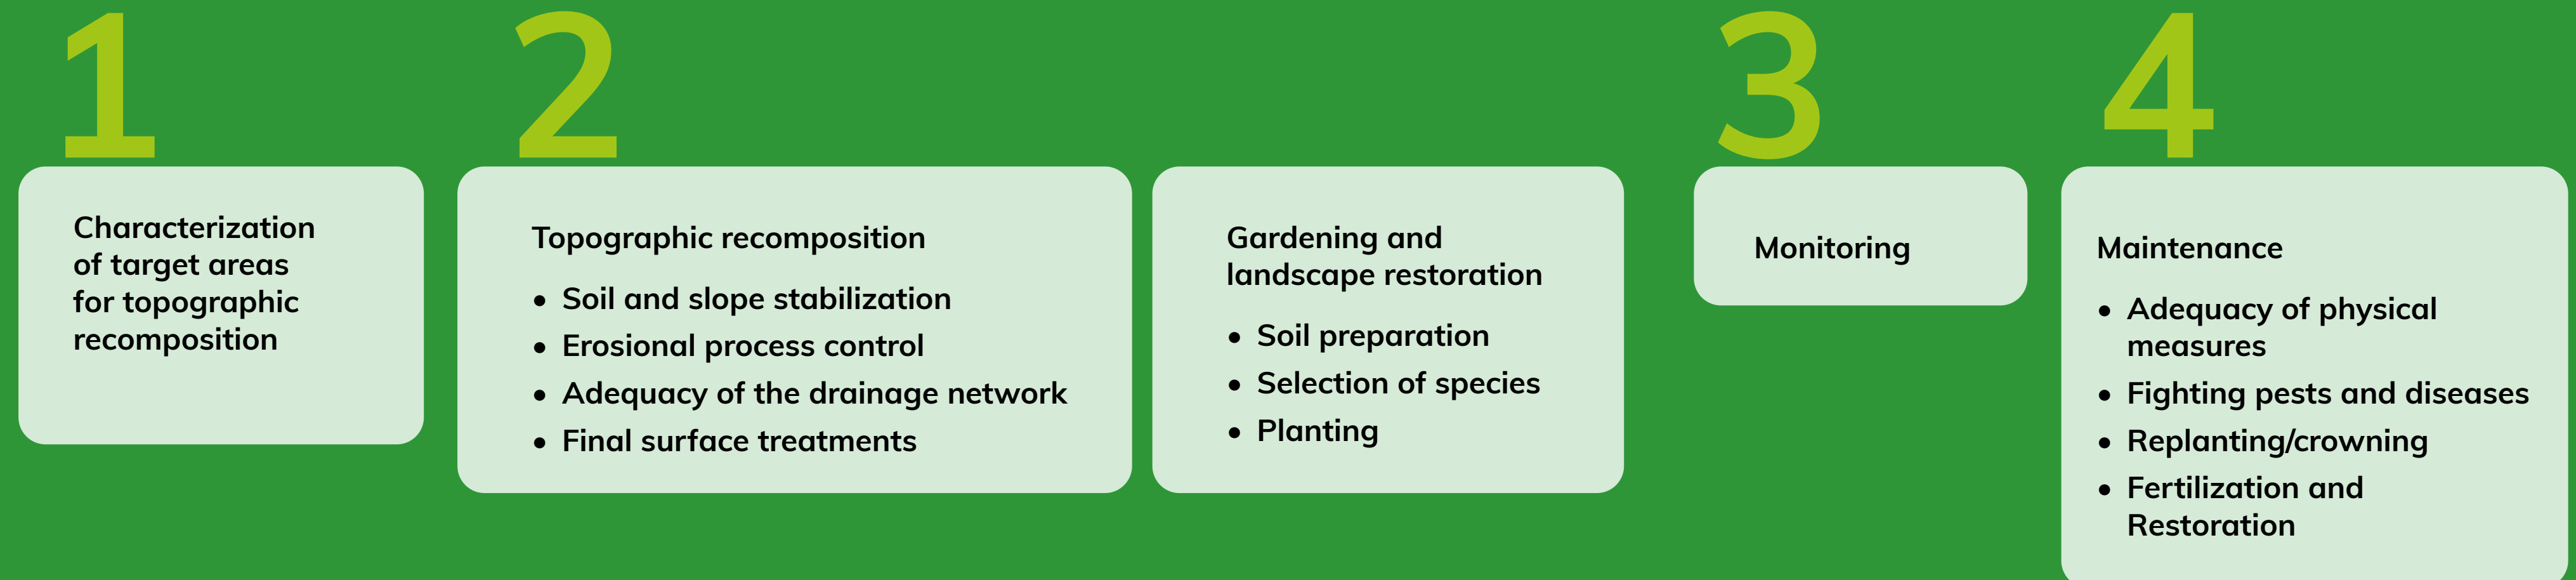 1
Characterization
of target areas
for topographic
recomposition
2
Topographic recomposition
• Soil and slope stabilization
• Erosional process control
• Adequacy of the drainage network
• Final surface treatments
Gardening and
landscape restoration
• Soil preparation
• Selection of species
• Planting
3
Monitoring
4
Maintenance
• Adequacy of physical
measures
• Fighting pests and diseases
• Replanting/crowning
• Fertilization and
Restoration